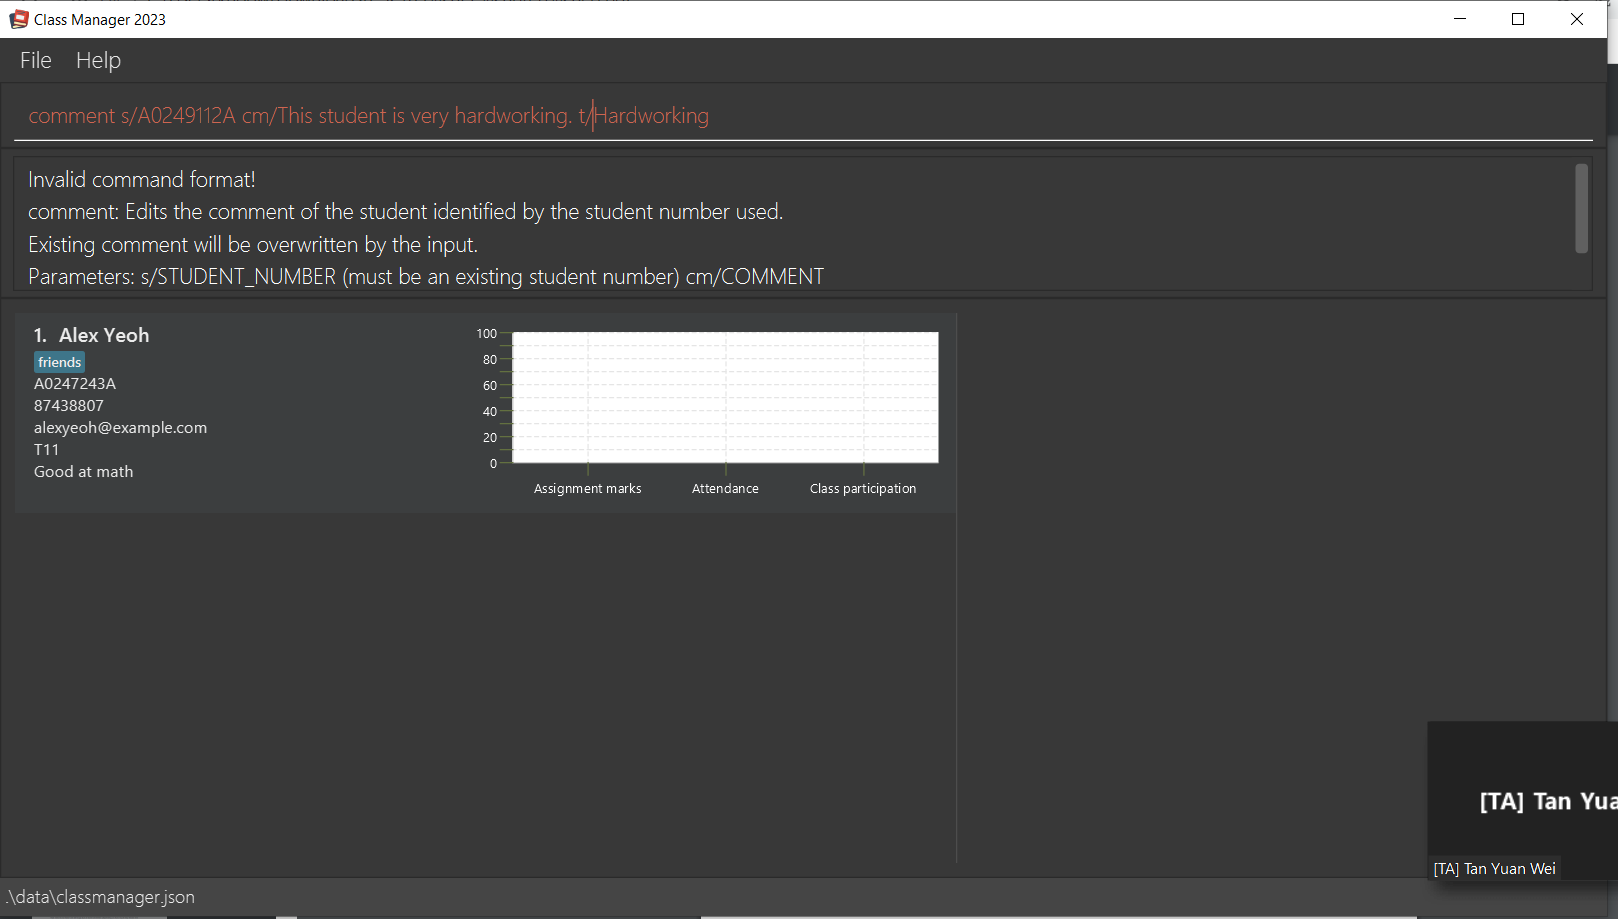 Class Manager 2023
File Help
comment s/A0249112A cm/This student is very hardworking. t/Hardworking
Invalid command format!
comment: Edits the comment of the student identified by the student number used.
Existing comment will be overwritten by the input.
Parameters: s/STUDENT_NUMBER (must be an existing student number) cm/COMMENT
1. Alex Yeoh
friends
A0247243A
87438807
alexyeoh@example.com
T11
Good at math
100
80
60
40
20
0
Assignment marks Attendance Class participation
[TA] Tan Yua
[TA] Tan Yuan Wei
.\data\classmanager.json